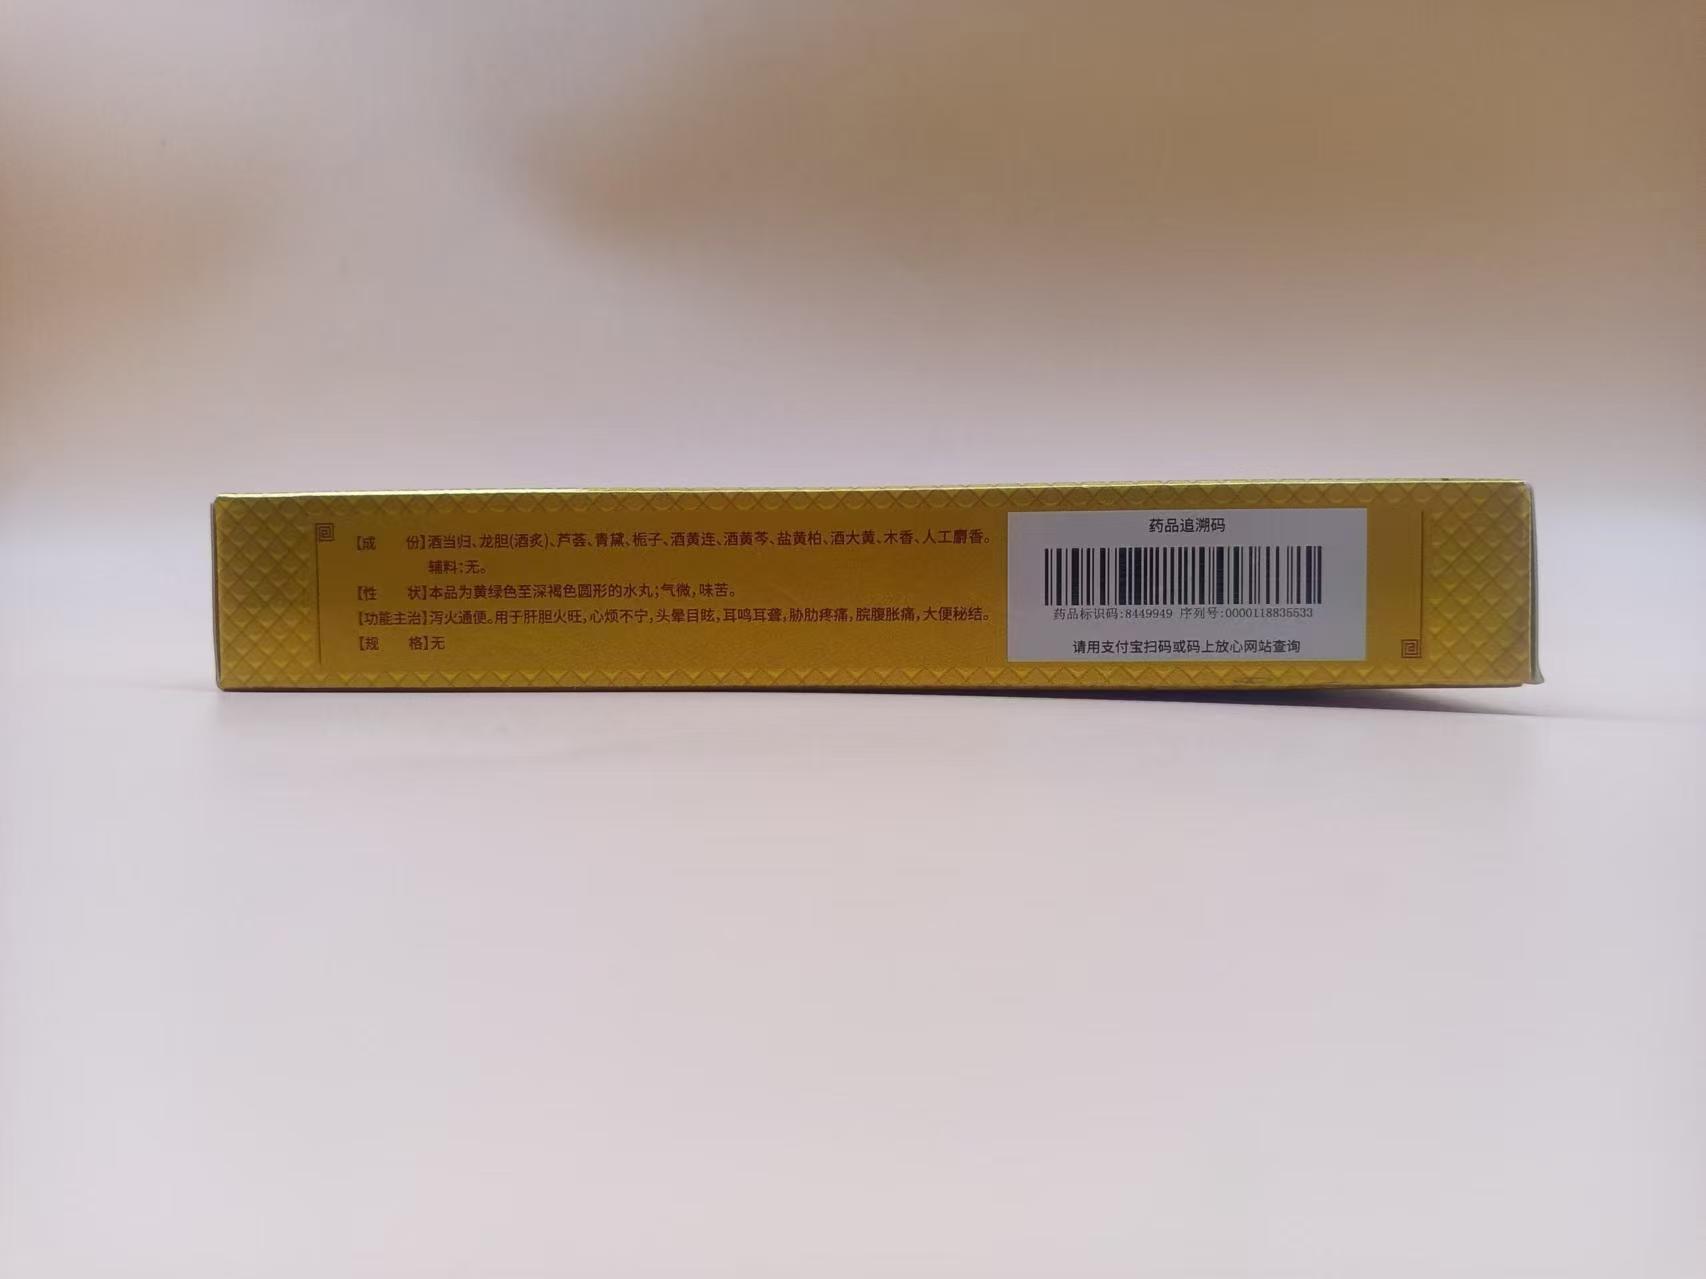 【成 份】酒当归、龙胆(酒炙)、芦荟、青黛、栀子、酒黄连、酒黄芩、盐黄柏、酒大黄、木香、人工麝香。
辅料:无。
【性 状】本品为黄绿色至深褐色圆形的水丸;气微,味苦。
【功能主治】泻火通便。用于肝胆火旺,心烦不宁,头晕目眩,耳鸣耳聋,胁肋疼痛,脘腹胀痛,大便秘结。
【规 格】无
药品追溯码
药品标识码:8449949 序列号:0000118835533
请用支付宝扫码或码上放心网站查询